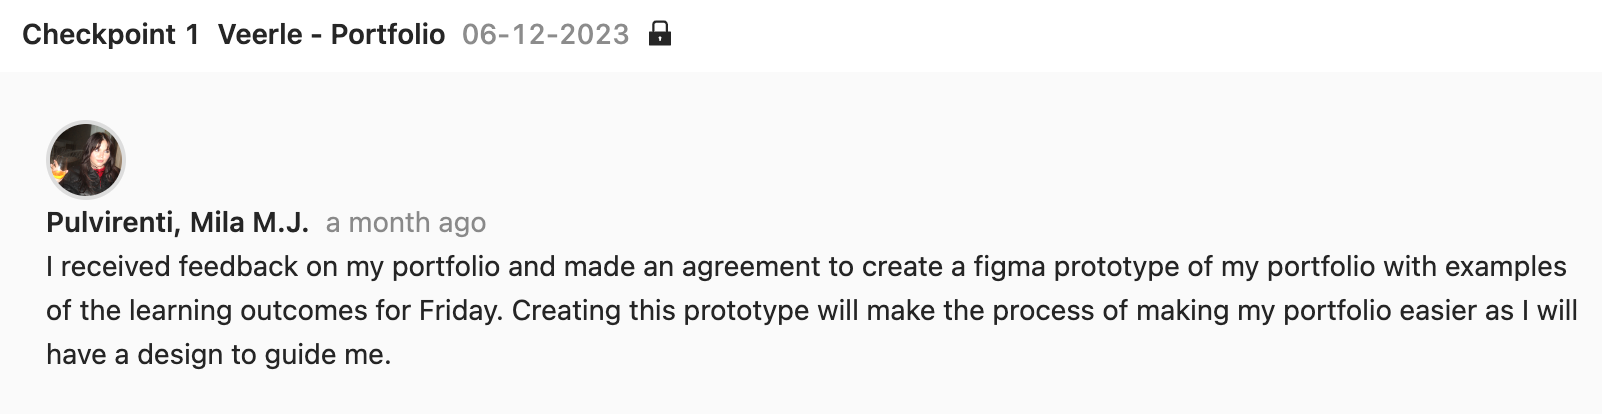 Checkpoint 1 Veerle - Portfolio 06-12-2023
Pulvirenti, Mila M.J. a month ago
I received feedback on my portfolio and made an agreement to create a figma prototype of my portfolio with examples
of the learning outcomes for Friday. Creating this prototype will make the process of making my portfolio easier as I will
have a design to guide me.